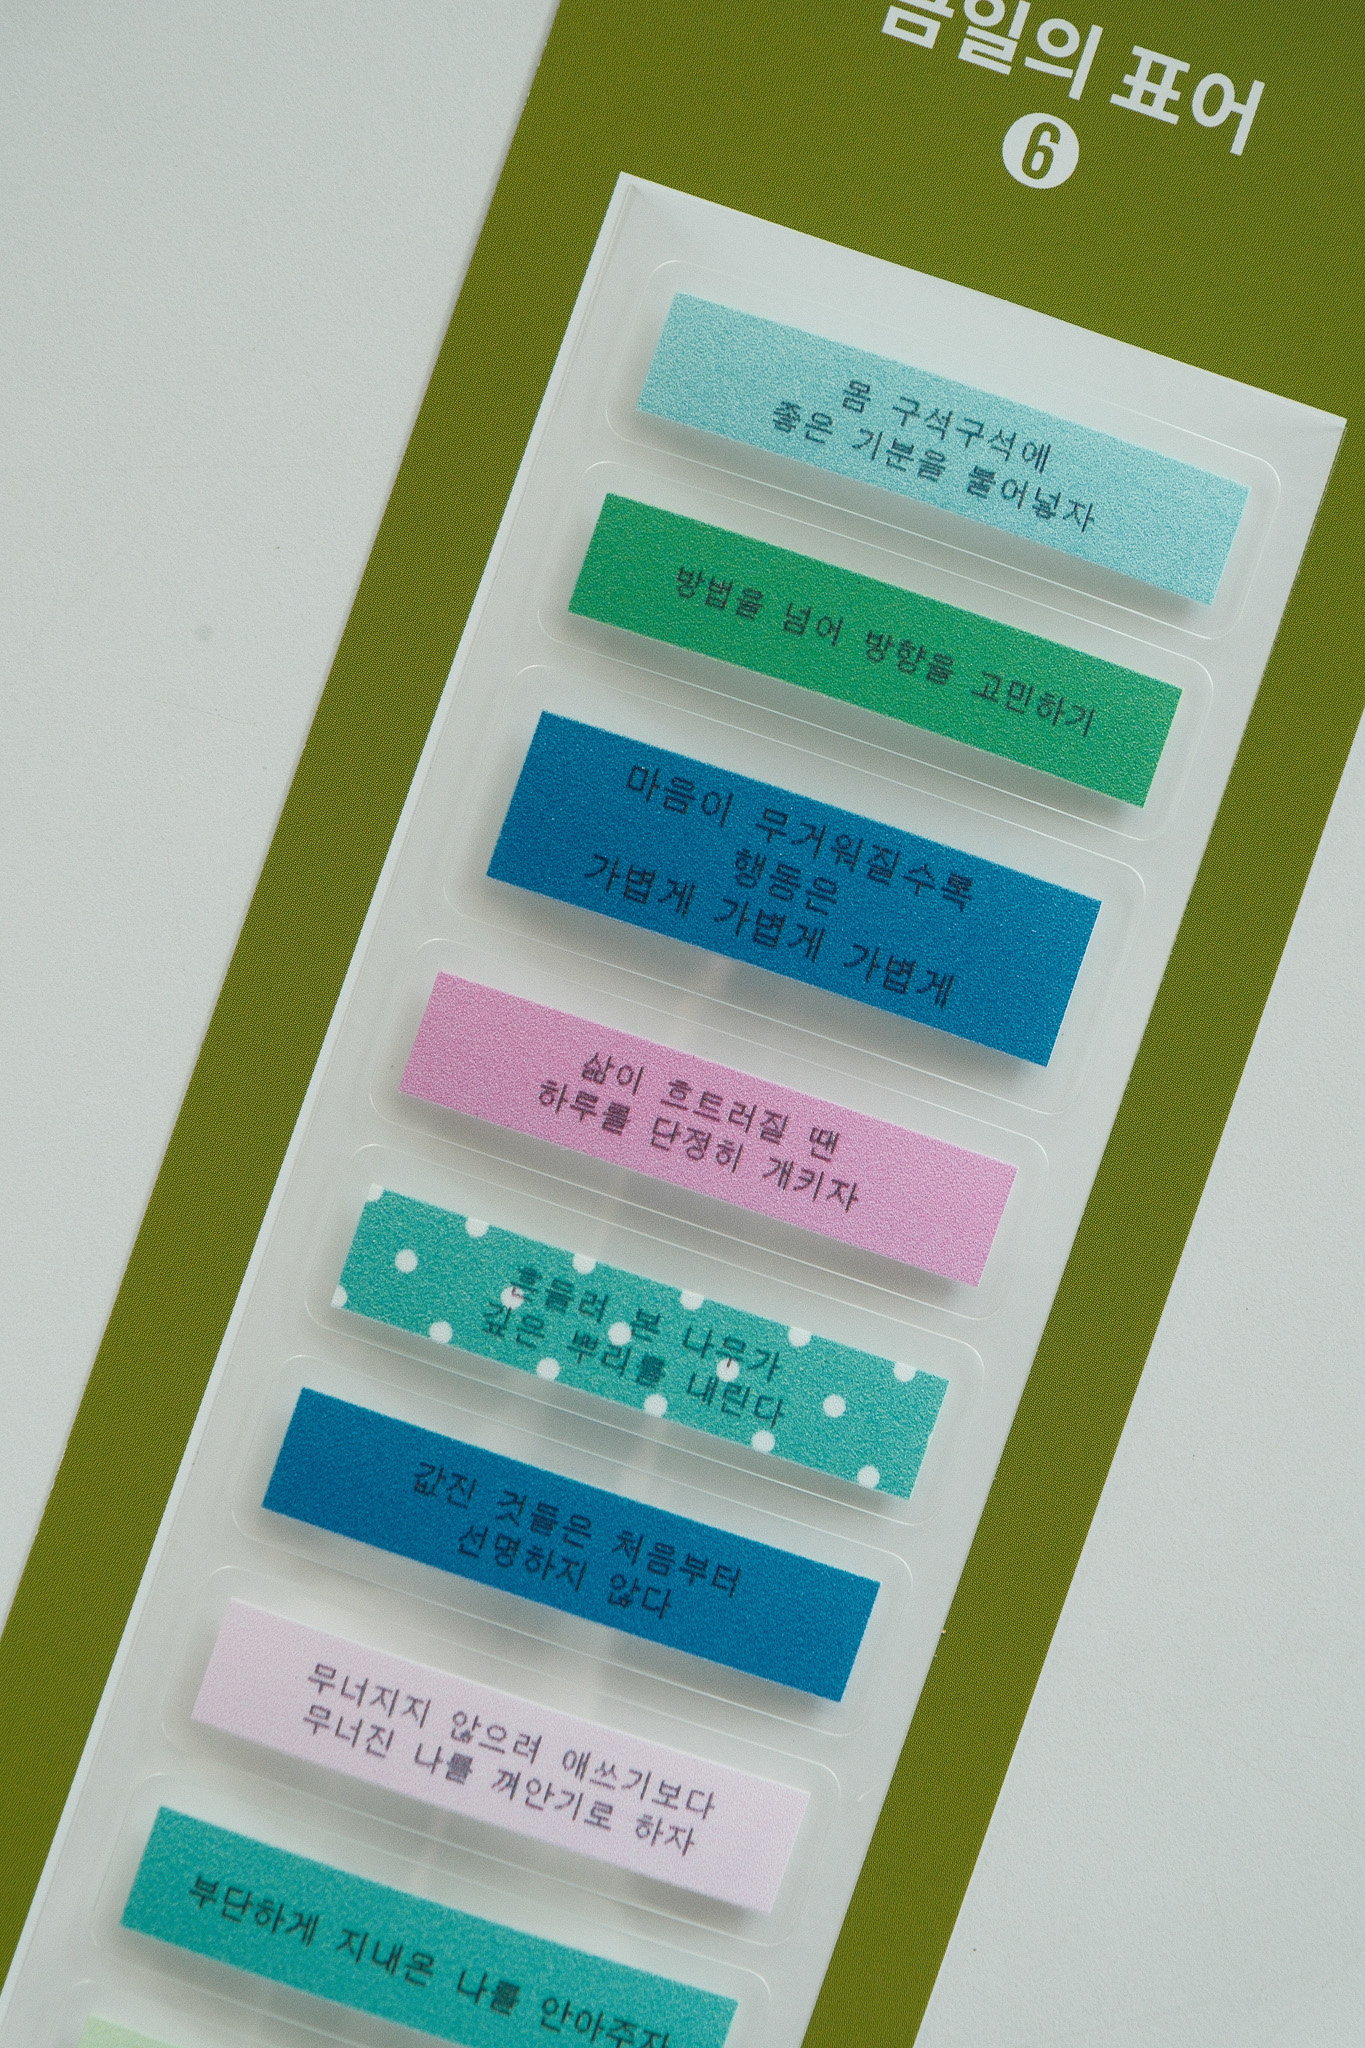 금일의 표어
6
몸 구석구석에
좋은 기분을 불어넣자
방법을 넘어 방향을 고민하기
마음이 무거워질수록
행동은
가볍게 가볍게 가볍게
삶이 흐트러질 땐
하루를 단정히 개키자
흔들려 본 나무가
깊은 뿌리를 내린다
값진 것들은 처음부터
선명하지 않다
무너지지 않으려 애쓰기보다
무너진 나를 껴안기로 하자
부단하게 지내온 나를 안아주자